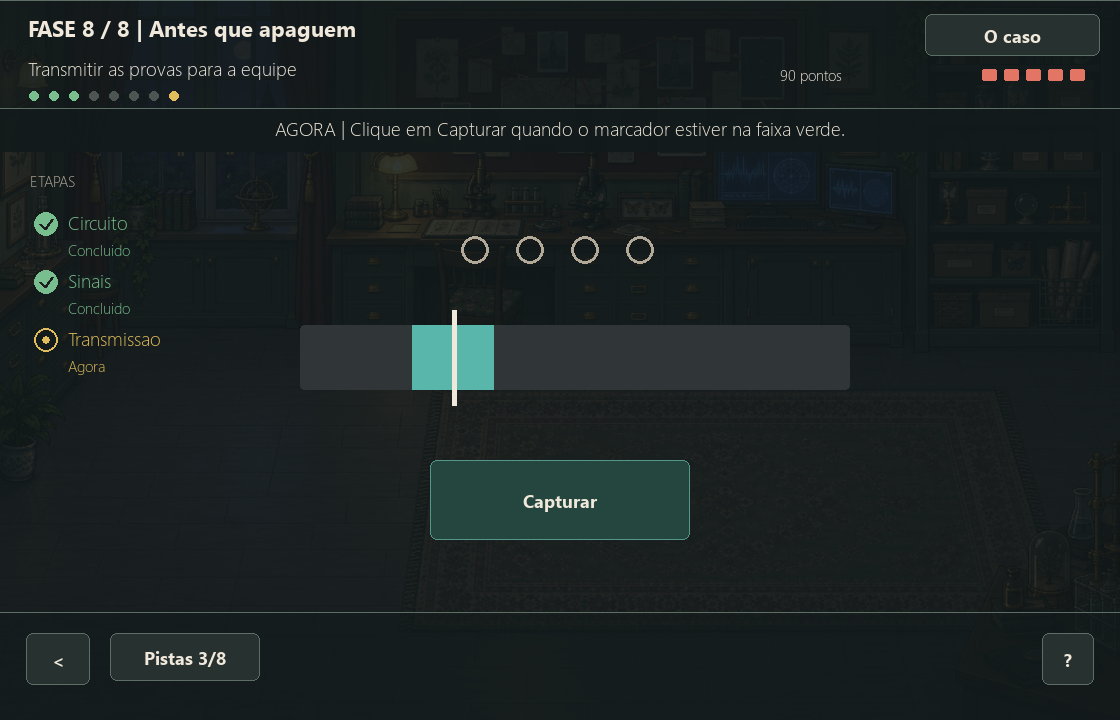 FASE 8 / 8 | Antes que apaguem
O caso
Transmitir as provas para a equipe
90 pontos
AGORA | Clique em Capturar quando o marcador estiver na faixa verde.
ETAPAS
Circuito
Concluido
Sinais
Concluido
Transmissao
Agora
Capturar
<
Pistas 3/8
?